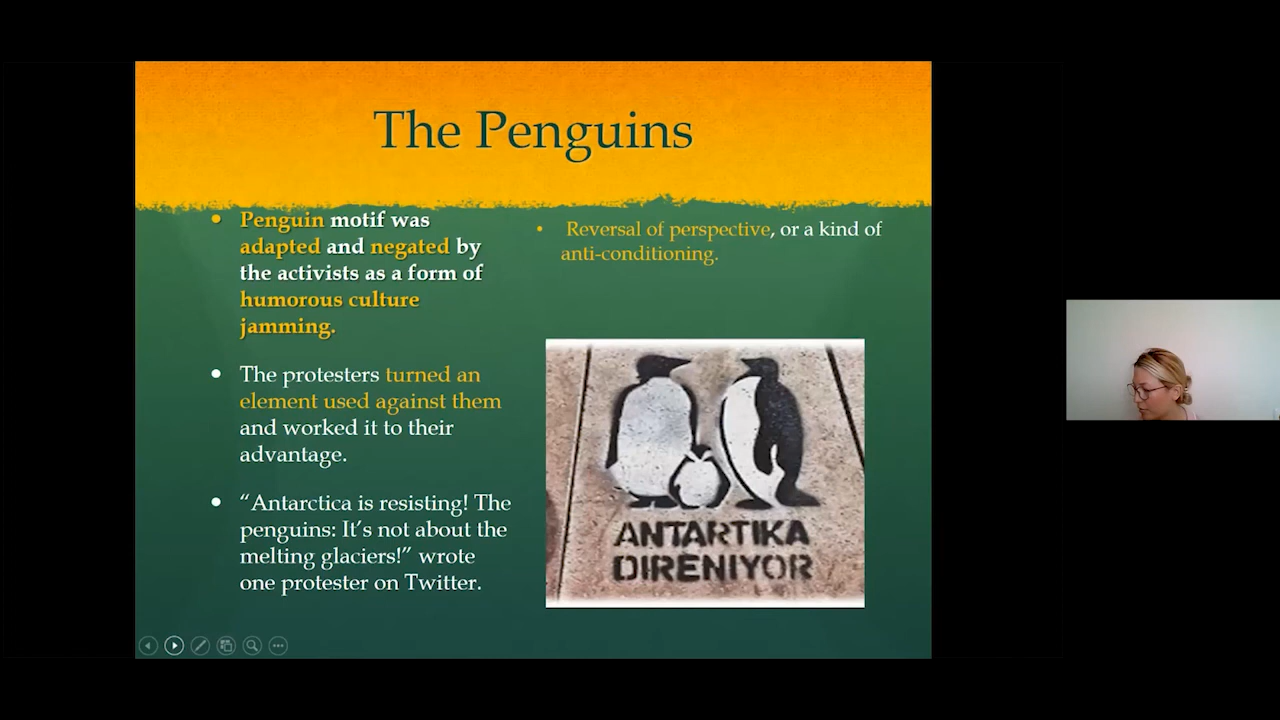 The Penguins
• Penguin motif was
adapted and negated by
the activists as a form of
humorous culture
jamming.
• The protesters turned an
element used against them
and worked it to their
advantage.
• “Antarctica is resisting! The
penguins: It’s not about the
melting glaciers!” wrote
one protester on Twitter.
• Reversal of perspective, or a kind of
anti-conditioning.
ANTARTIKA
DIRENIYOR